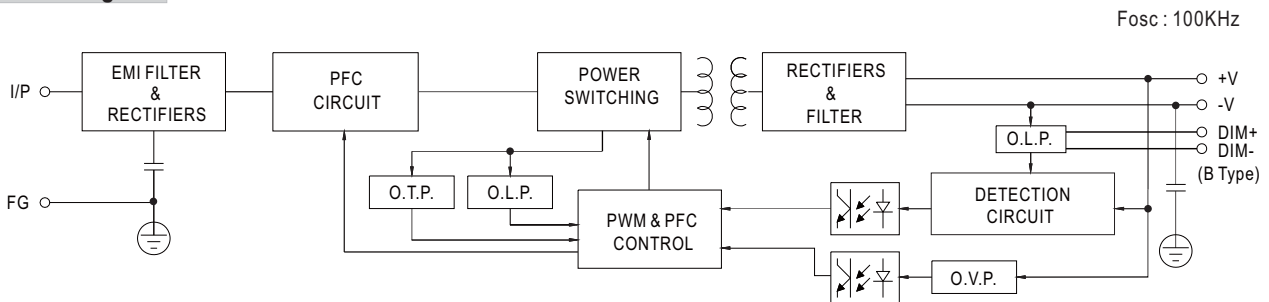 Fosc : 100KHz
I/P
EMI FILTER
&
RECTIFIERS
PFC
CIRCUIT
POWER
SWITCHING
RECTIFIERS
&
FILTER
+V
-V
DIM+
DIM-
(B Type)
O.L.P.
FG
O.T.P.
O.L.P.
PWM & PFC
CONTROL
DETECTION
CIRCUIT
O.V.P.